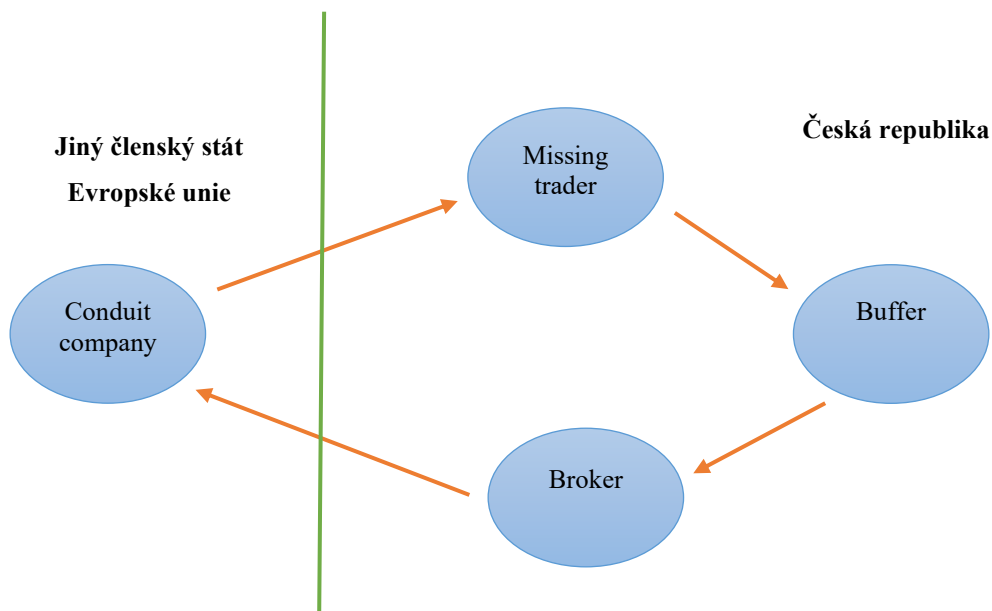 Jiný členský stát
Evropské unie
Česká republika
Missing
trader
Conduit
company
Buffer
Broker